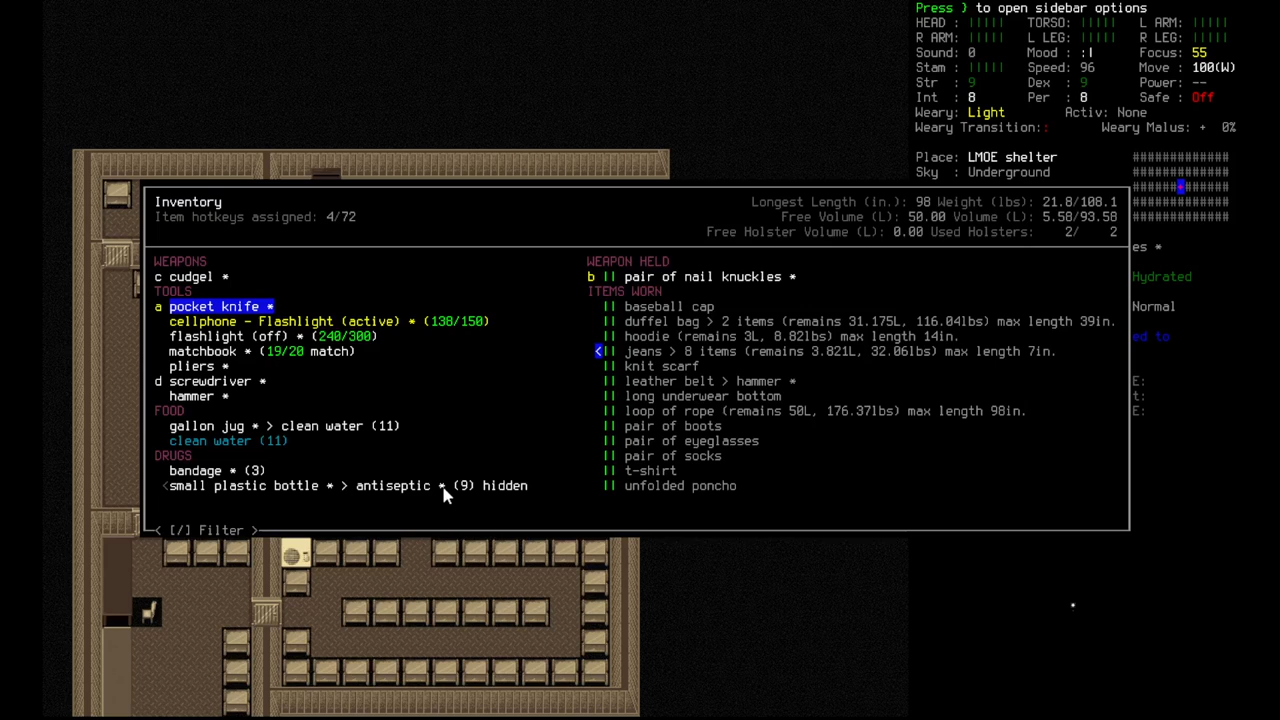 Press } to open sidebar options
HEAD : ||||| TORSO: ||||| L ARM: |||||
R ARM: ||||| L LEG: ||||| R LEG: |||||
Sound: 0 Mood : :| Focus: 55
Stam : ||||| Speed: 96 Move : 100(W)
Str : 9 Dex : 9 Power: --
Int : 8 Per : 8 Safe : Off
Weary: Light Activ: None
Weary Transition: : Weary Malus: + 0%
Place: LMOE shelter
Sky : Underground
Inventory
Item hotkeys assigned: 4/72
Longest Length (in.): 98 Weight (lbs): 21.8/108.1
Free Volume (L): 50.00 Volume (L): 5.58/93.58
Free Holster Volume (L): 0.00 Used Holsters: 2/ 2
WEAPONS
c cudgel *
TOOLS
a pocket knife *
cellphone - Flashlight (active) * (138/150)
flashlight (off) * (240/300)
matchbook * (19/20 match)
pliers *
d screwdriver *
hammer *
FOOD
gallon jug * > clean water (11)
clean water (11)
DRUGS
bandage * (3)
<small plastic bottle * > antiseptic * (9) hidden
WEAPON HELD
b || pair of nail knuckles *
ITEMS WORN
|| baseball cap
|| duffel bag > 2 items (remains 31.175L, 116.04lbs) max length 39in.
|| hoodie (remains 3L, 8.82lbs) max length 14in.
< || jeans > 8 items (remains 3.821L, 32.06lbs) max length 7in.
|| knit scarf
|| leather belt > hammer *
|| long underwear bottom
|| loop of rope (remains 50L, 176.37lbs) max length 98in.
|| pair of boots
|| pair of eyeglasses
|| pair of socks
|| t-shirt
|| unfolded poncho
< [/] Filter >
es *
Hydrated
Normal
ed to
E:
t:
E: